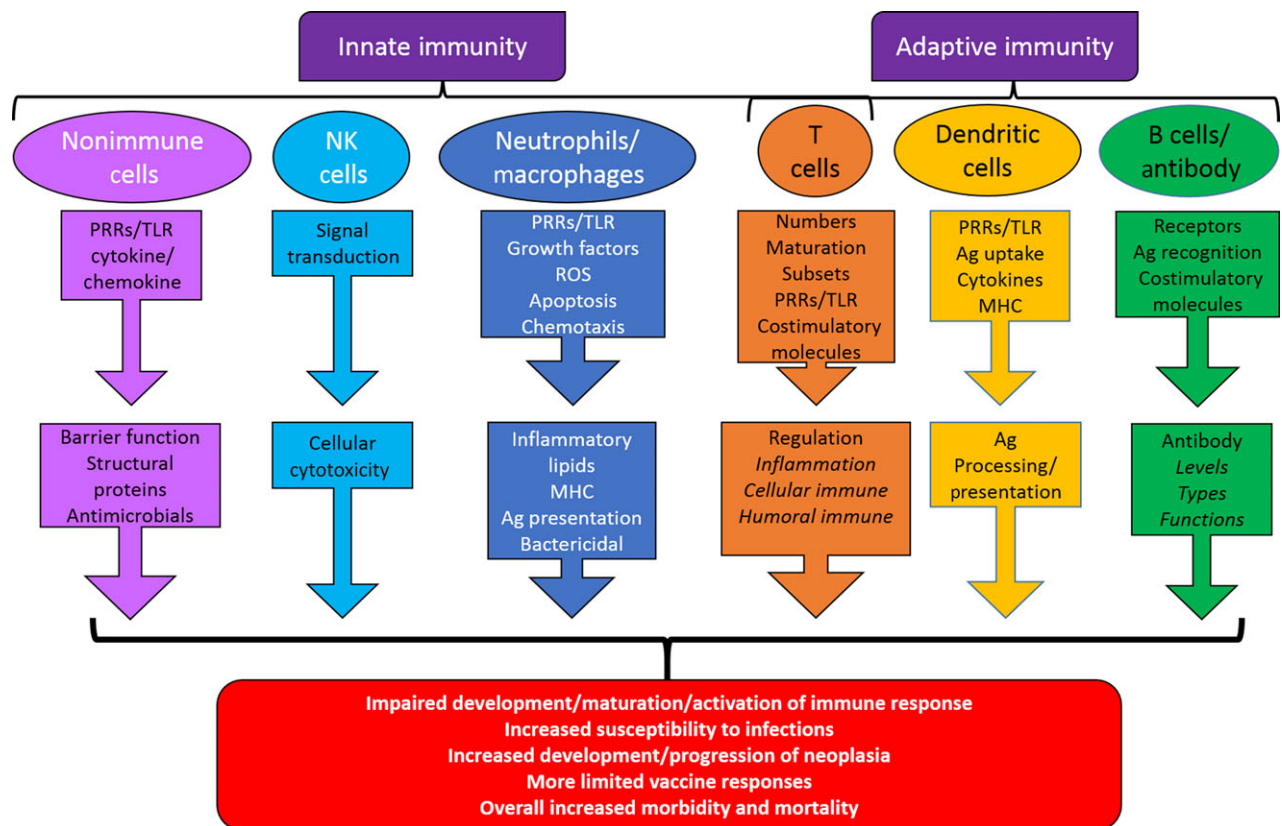 Innate immunity
Adaptive immunity
Nonimmune
cells
NK
cells
Neutrophils/
macrophages
T
cells
Dendritic
cells
B cells/
antibody
PRRs/TLR
cytokine/
chemokine
Signal
transduction
PRRs/TLR
Growth factors
ROS
Apoptosis
Chemotaxis
Numbers
Maturation
Subsets
PRRs/TLR
Costimulatory
molecules
PRRs/TLR
Ag uptake
Cytokines
MHC
Receptors
Ag recognition
Costimulatory
molecules
Barrier function
Structural
proteins
Antimicrobials
Cellular
cytotoxicity
Inflammatory
lipids
MHC
Ag presentation
Bactericidal
Regulation
Inflammation
Cellular immune
Humoral immune
Ag
Processing/
presentation
Antibody
Levels
Types
Functions
Impaired development/maturation/activation of immune response
Increased susceptibility to infections
Increased development/progression of neoplasia
More limited vaccine responses
Overall increased morbidity and mortality